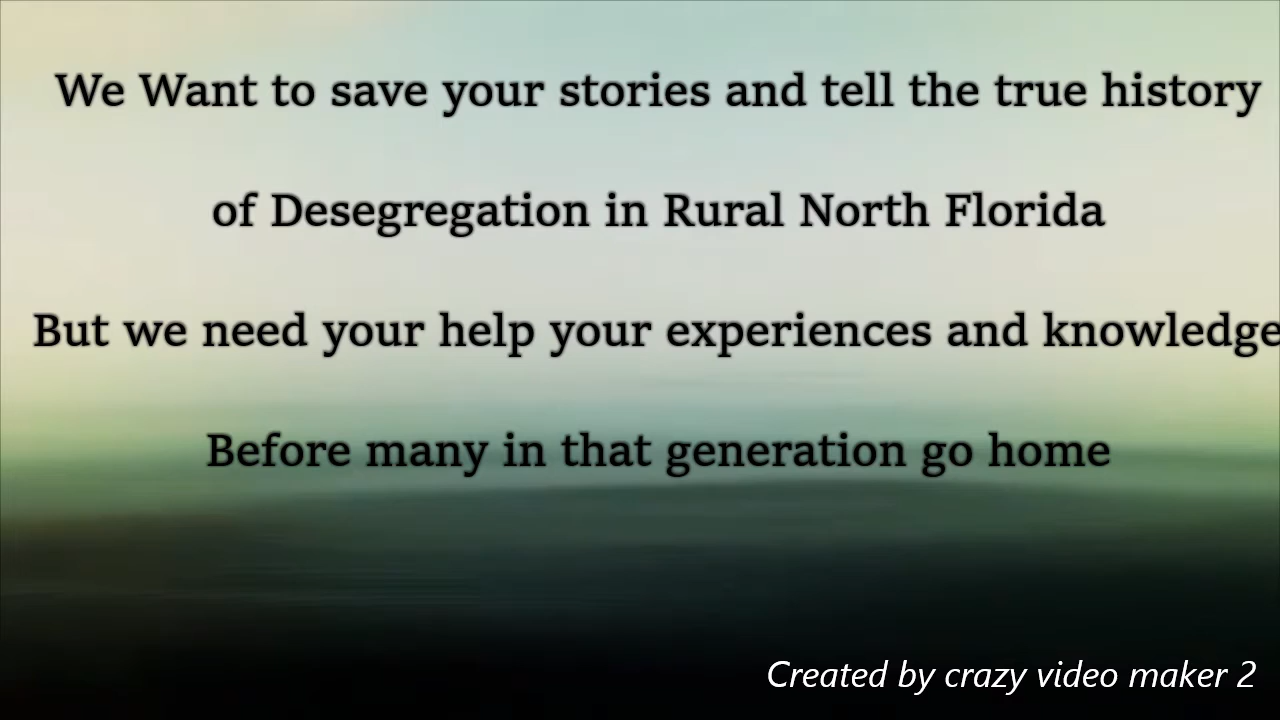 We Want to save your stories and tell the true history
of Desegregation in Rural North Florida
But we need your help your experiences and knowledge
Before many in that generation go home
Created by crazy video maker 2